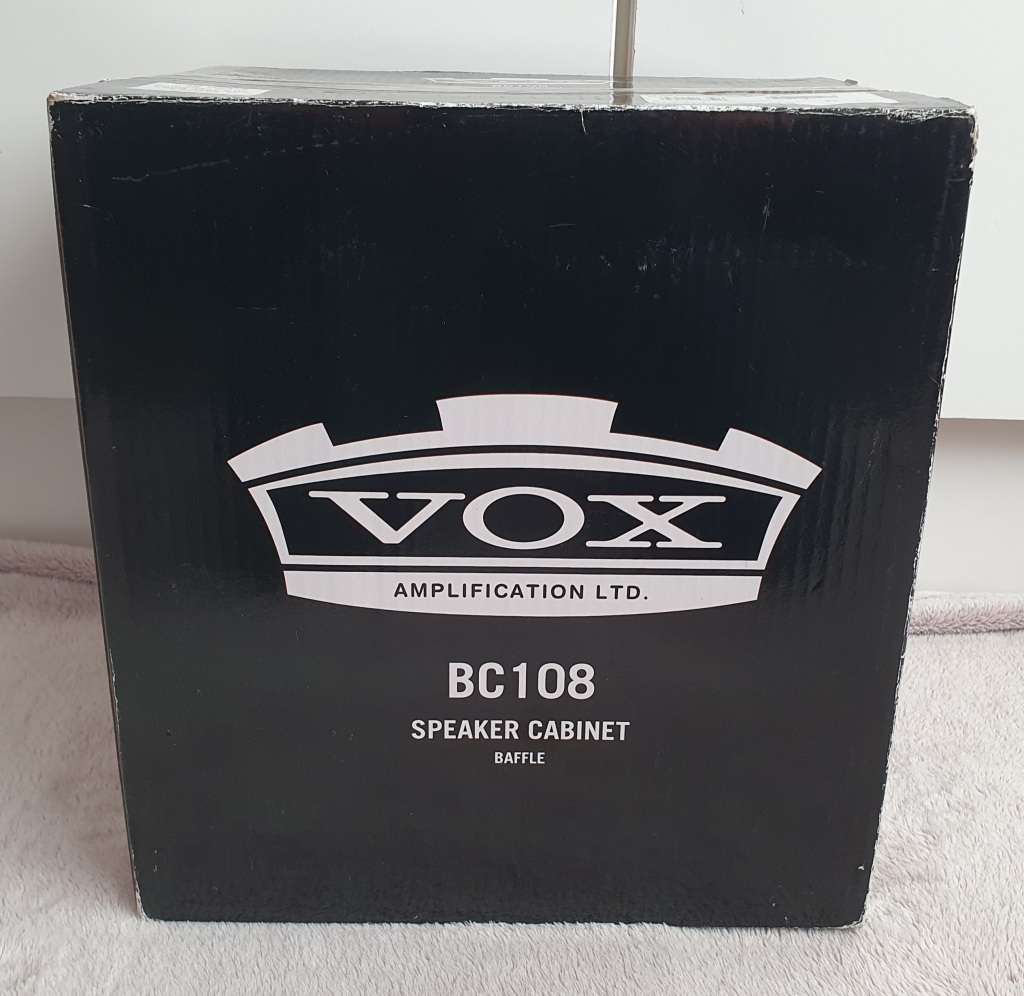 VOX
AMPLIFICATION LTD.
BC108
SPEAKER CABINET
BAFFLE